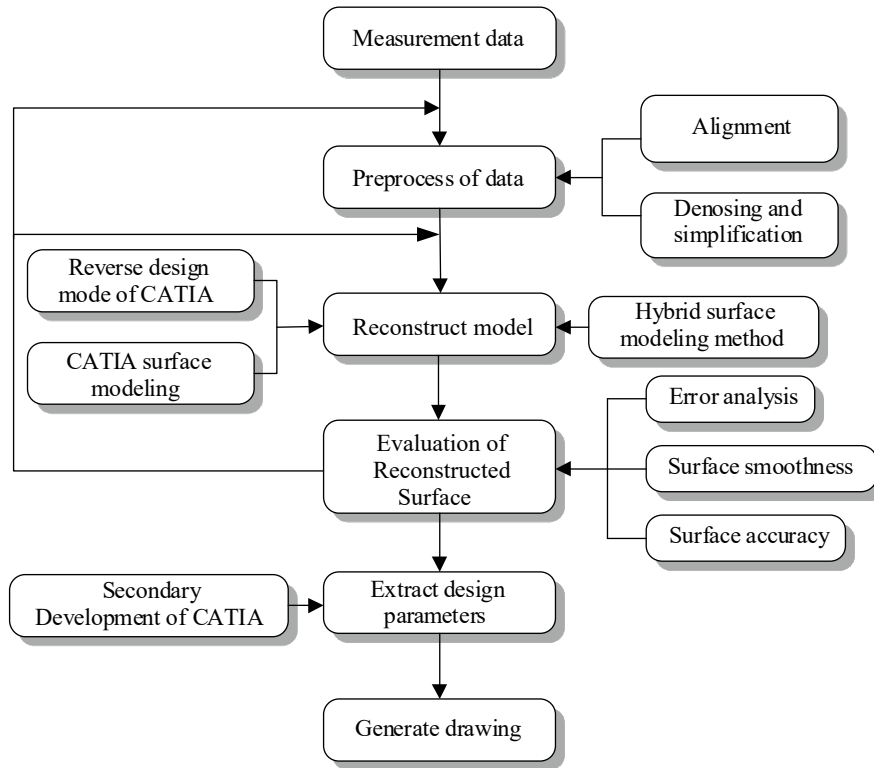 Measurement data
Alignment
Preprocess of data
Denosing and
simplification
Reverse design
mode of CATIA
Reconstruct model
Hybrid surface
modeling method
CATIA surface
modeling
Error analysis
Evaluation of
Reconstructed
Surface
Surface smoothness
Surface accuracy
Secondary
Development of CATIA
Extract design
parameters
Generate drawing